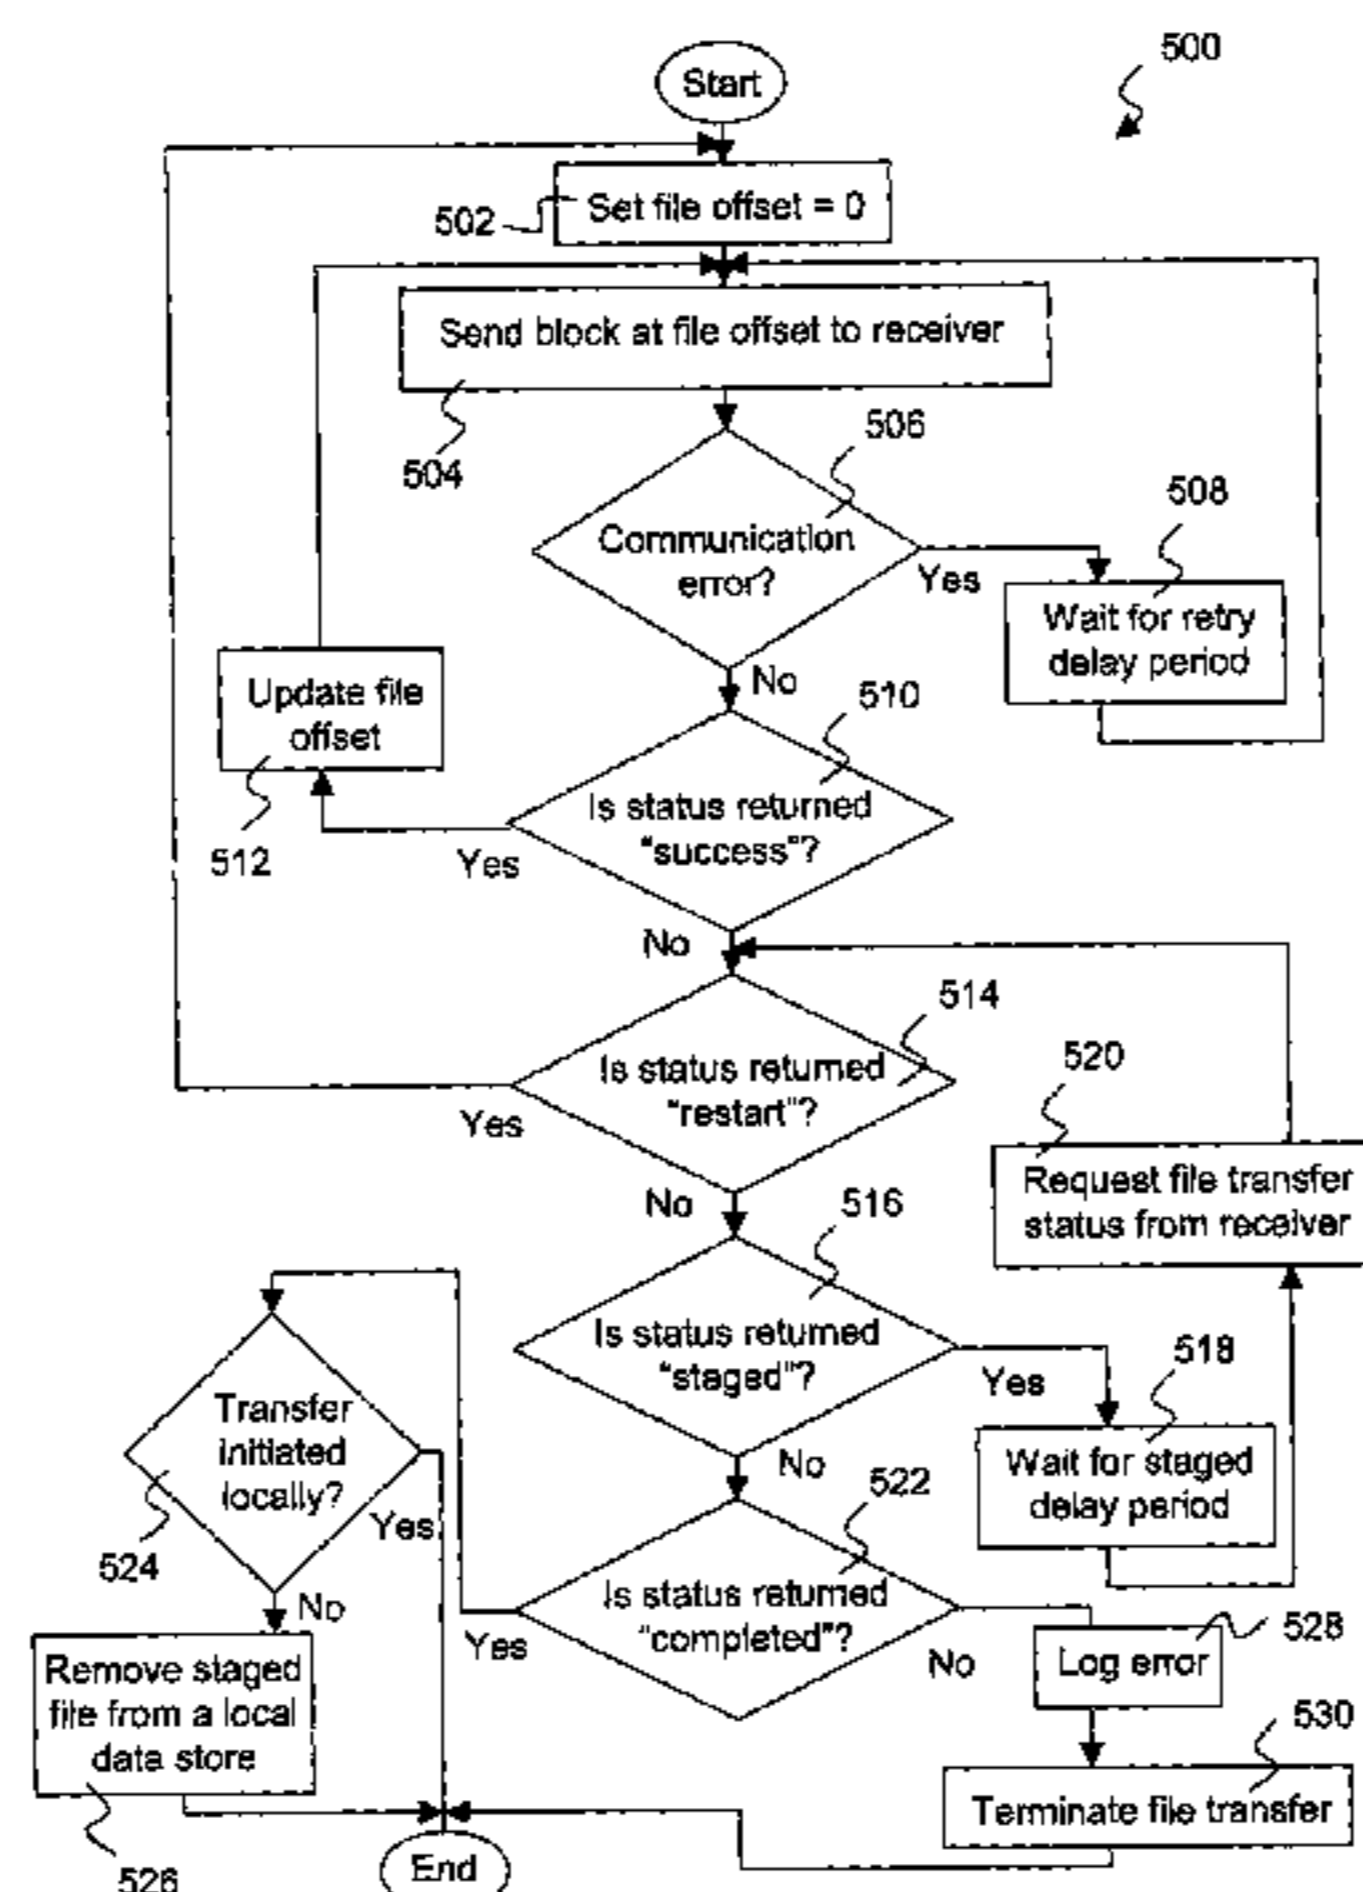 500
Start
502
Set file offset = 0
Send block at file offset to receiver
504
506
Communication
error?
Yes
No
508
Wait for retry
delay period
Update file
offset
512
510
Is status returned
"success"?
Yes
No
514
Is status returned
"restart"?
Yes
No
520
Request file transfer
status from receiver
516
Is status returned
"staged"?
Yes
No
518
Wait for staged
delay period
Transfer
initiated
locally?
524
Yes
No
522
Is status returned
"completed"?
Yes
No
528
Log error
Remove staged
file from a local
data store
526
530
Terminate file transfer
End